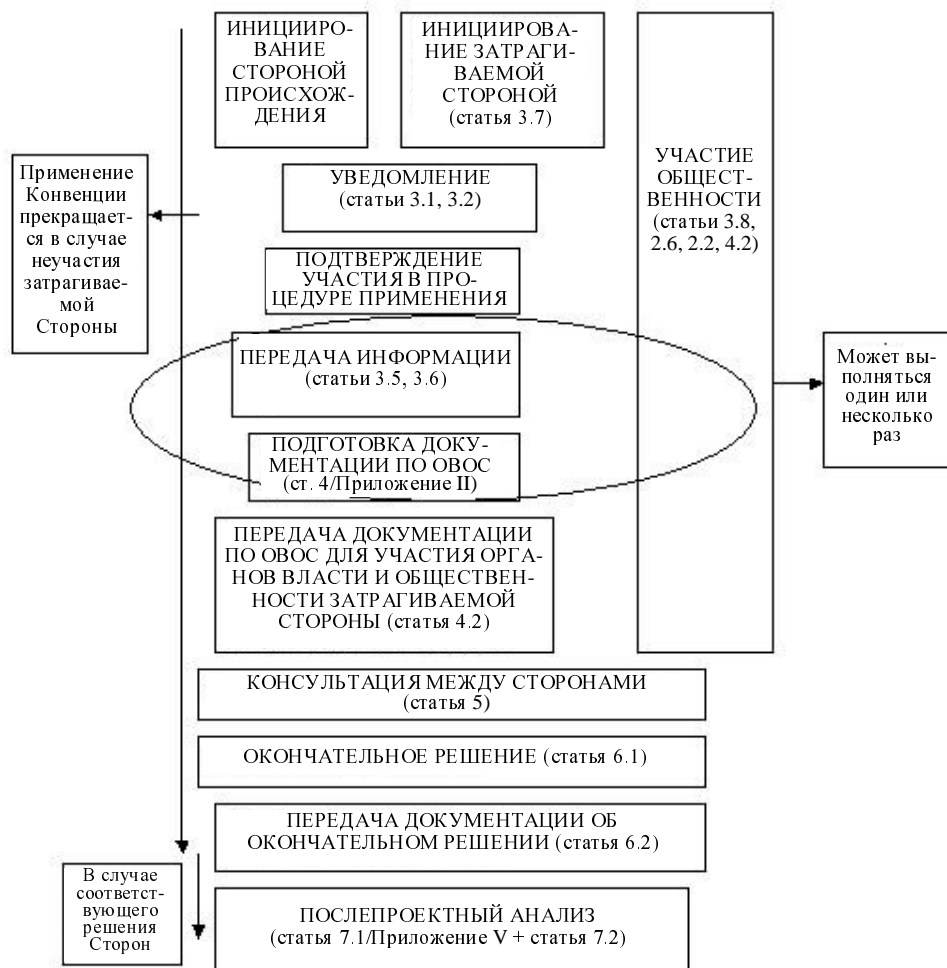 ИНИЦИИРО-
ВАНИЕ
СТОРОНОЙ
ПРОИСХОЖ-
ДЕНИЯ
ИНИЦИИРОВА-
НИЕ ЗАТРАГИ-
ВАЕМОЙ
СТОРОНОЙ
(статья 3.7)
Применение
Конвенции
прекращает-
ся в случае
неучастия
затрагивае-
мой
Стороны
УВЕДОМЛЕНИЕ
(статьи 3.1, 3.2)
УЧАСТИЕ
ОБЩЕСТ-
ВЕННОСТИ
(статьи 3.8,
2.6, 2.2, 4.2)
ПОДТВЕРЖДЕНИЕ
УЧАСТИЯ В ПРО-
ЦЕДУРЕ ПРИМЕНЕНИЯ
ПЕРЕДАЧА ИНФОРМАЦИИ
(статьи 3.5, 3.6)
Может вы-
полняться
один или
несколько
раз
ПОДГОТОВКА ДОКУ-
МЕНТАЦИИ ПО ОВОС
(ст. 4/Приложение II)
ПЕРЕДАЧА ДОКУМЕНТАЦИИ
ПО ОВОС ДЛЯ УЧАСТИЯ ОРГА-
НОВ ВЛАСТИ И ОБЩЕСТВЕН-
НОСТИ ЗАТРАГИВАЕМОЙ
СТОРОНЫ (статья 4.2)
КОНСУЛЬТАЦИЯ МЕЖДУ СТОРОНАМИ
(статья 5)
ОКОНЧАТЕЛЬНОЕ РЕШЕНИЕ (статья 6.1)
ПЕРЕДАЧА ДОКУМЕНТАЦИИ ОБ
ОКОНЧАТЕЛЬНОМ РЕШЕНИИ (статья 6.2)
В случае
соответст-
вующего
решения
Сторон
ПОСЛЕПРОЕКТНЫЙ АНАЛИЗ
(статья 7.1/Приложение V + статья 7.2)